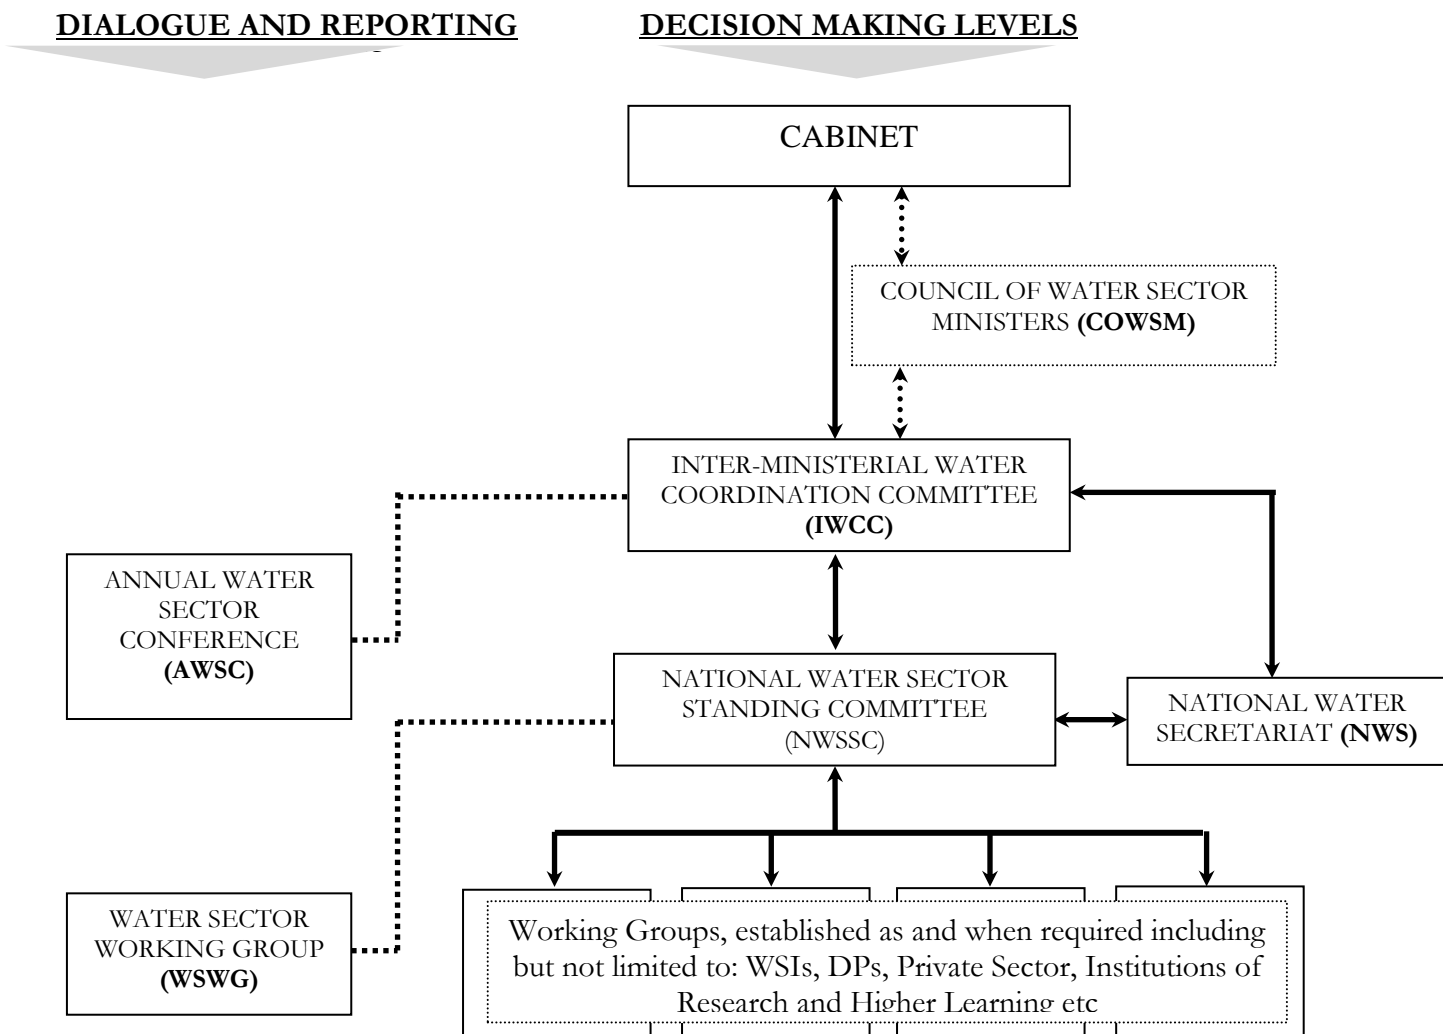 DIALOGUE AND REPORTING
DECISION MAKING LEVELS
CABINET
COUNCIL OF WATER SECTOR
MINISTERS (COWSM)
INTER-MINISTERIAL WATER
COORDINATION COMMITTEE
(IWCC)
ANNUAL WATER
SECTOR
CONFERENCE
(AWSC)
NATIONAL WATER SECTOR
STANDING COMMITTEE
(NWSSC)
NATIONAL WATER
SECRETARIAT (NWS)
WATER SECTOR
WORKING GROUP
(WSWG)
Working Groups, established as and when required including
but not limited to: WSIs, DPs, Private Sector, Institutions of
Research and Higher Learning etc